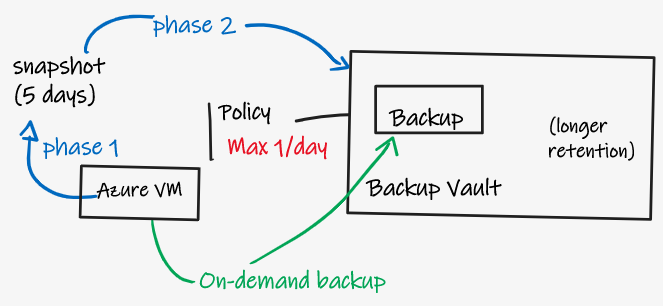 phase 2
snapshot
(5 days)
Policy
Max 1/day
Backup
(longer
retention)
phase 1
Azure VM
Backup Vault
On-demand backup